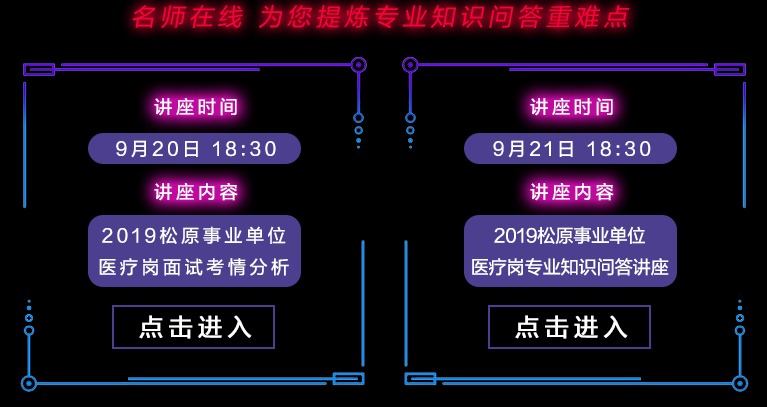 名师在线 为您提炼专业知识问答重难点
讲座时间
9月20日 18:30
讲座内容
2019松原事业单位
医疗岗面试考情分析
点击进入
讲座时间
9月21日 18:30
讲座内容
2019松原事业单位
医疗岗专业知识问答讲座
点击进入